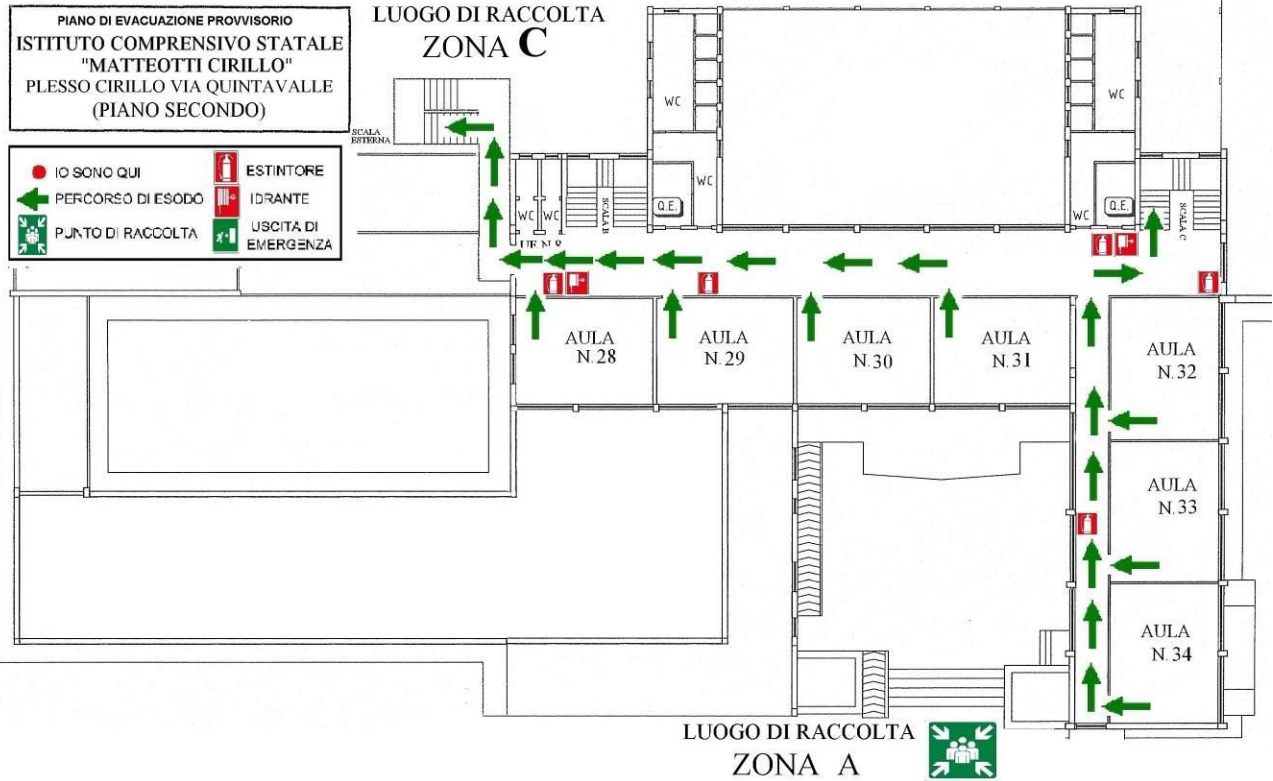 PIANO DI EVACUAZIONE PROVVISORIO
ISTITUTO COMPRENSIVO STATALE
"MATTEOTTI CIRILLO"
PLESSO CIRILLO VIA QUINTAVALLE
(PIANO SECONDO)
LUOGO DI RACCOLTA
ZONA C
IO SONO QUI
ESTINTORE
PERCORSO DI ESODO
IDRANTE
PUNTO DI RACCOLTA
USCITA DI
EMERGENZA
SCALA
ESTERNA
WC
WC
WC
WC
SCALA B
Q.E.
WC
WC
Q.E.
SCALA C
UE N.8
AULA
N.28
AULA
N.29
AULA
N.30
AULA
N.31
AULA
N.32
AULA
N.33
AULA
N.34
LUOGO DI RACCOLTA
ZONA A